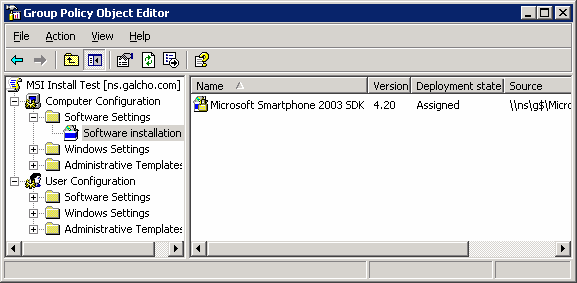 Group Policy Object Editor
File Action View Help
MSI Install Test [ns.galcho.com]
Computer Configuration
Software Settings
Software installation
Windows Settings
Administrative Templates
User Configuration
Software Settings
Windows Settings
Administrative Templates
Name Version Deployment state Source
Microsoft Smartphone 2003 SDK 4.20 Assigned \\ns\g$\Micro